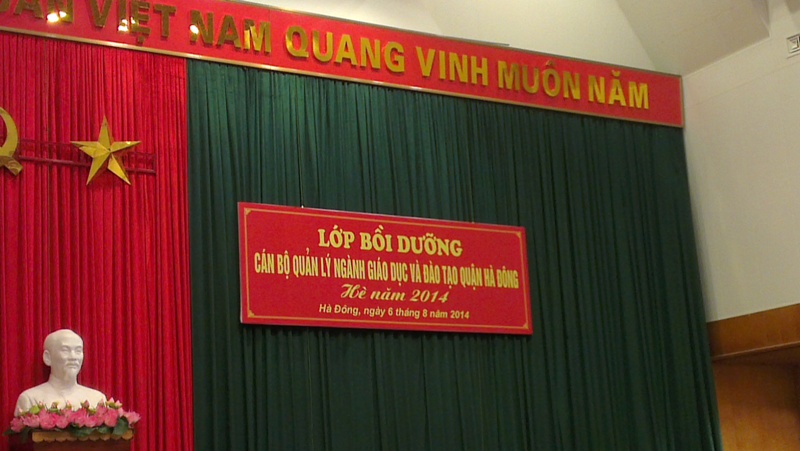 VIỆT NAM QUANG VINH MUÔN NĂM
LỚP BỒI DƯỠNG
CÁN BỘ QUẢN LÝ NGÀNH GIÁO DỤC VÀ ĐÀO TẠO QUẬN HÀ ĐÔNG
Hè năm 2014
Hà Đông, ngày 6 tháng 8 năm 2014